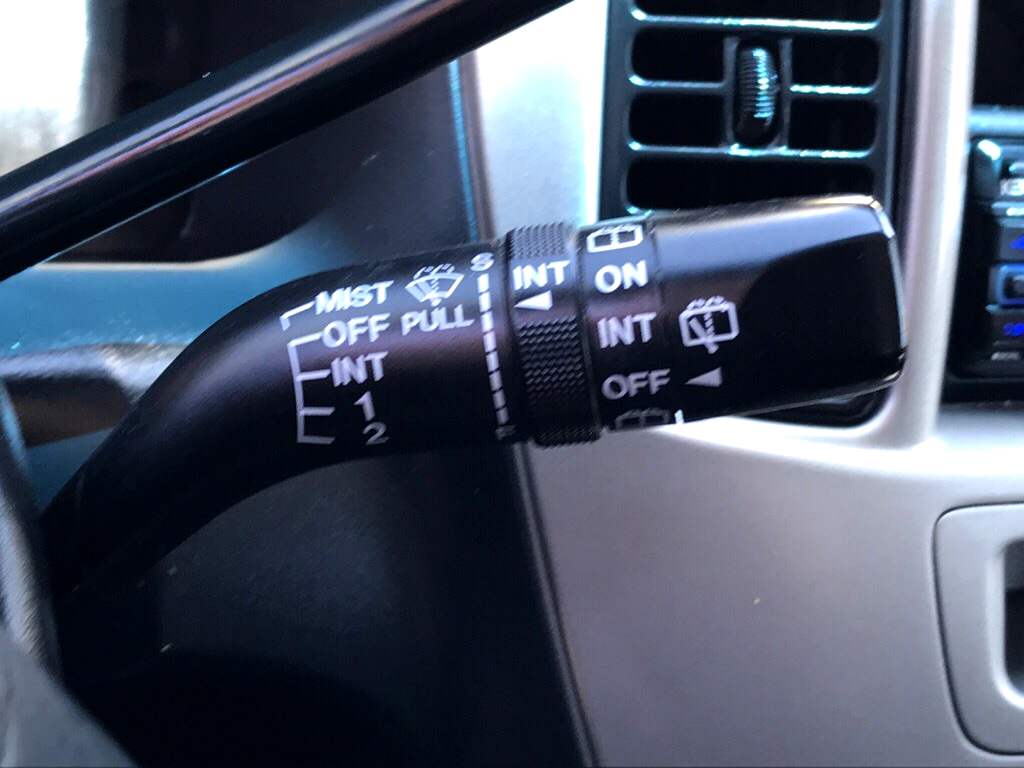 MIST
OFF PULL
INT
1
2
S
F
INT
ON
INT
OFF